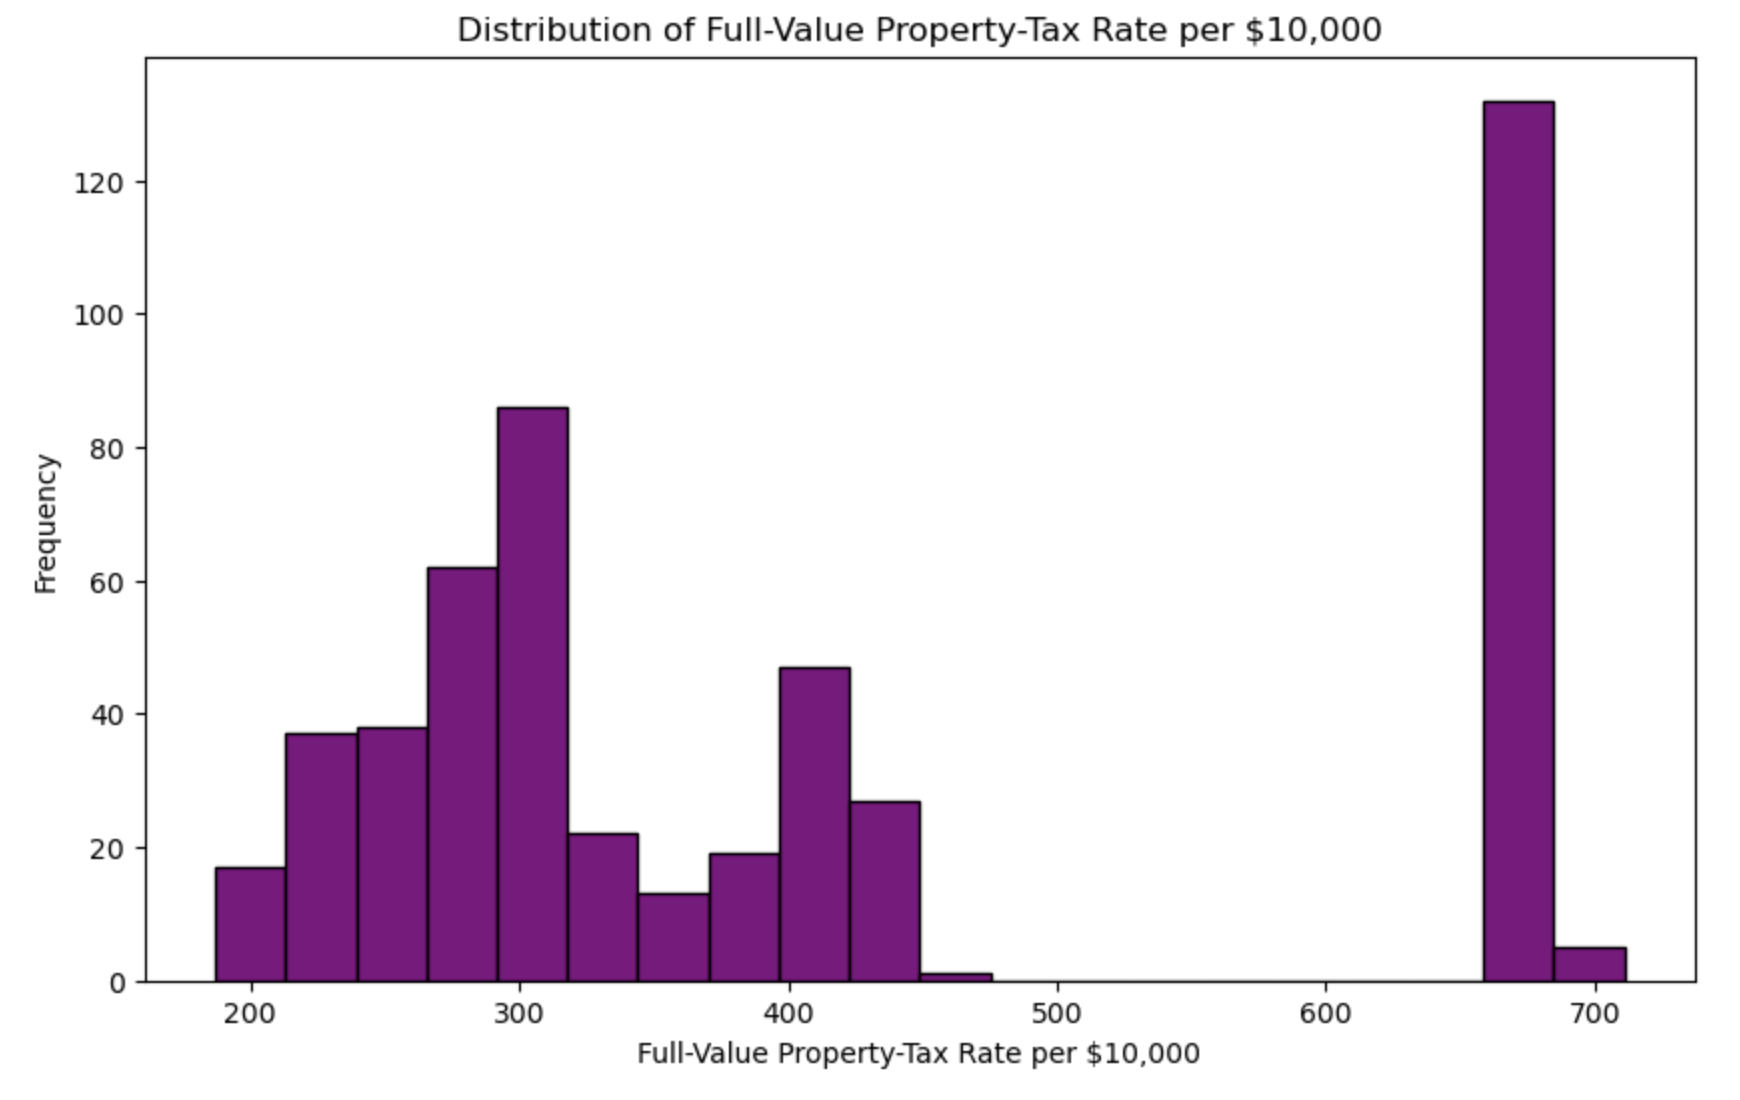 Distribution of Full-Value Property-Tax Rate per $10,000
120
100
80
60
40
20
0
Frequency
200 300 400 500 600 700
Full-Value Property-Tax Rate per $10,000